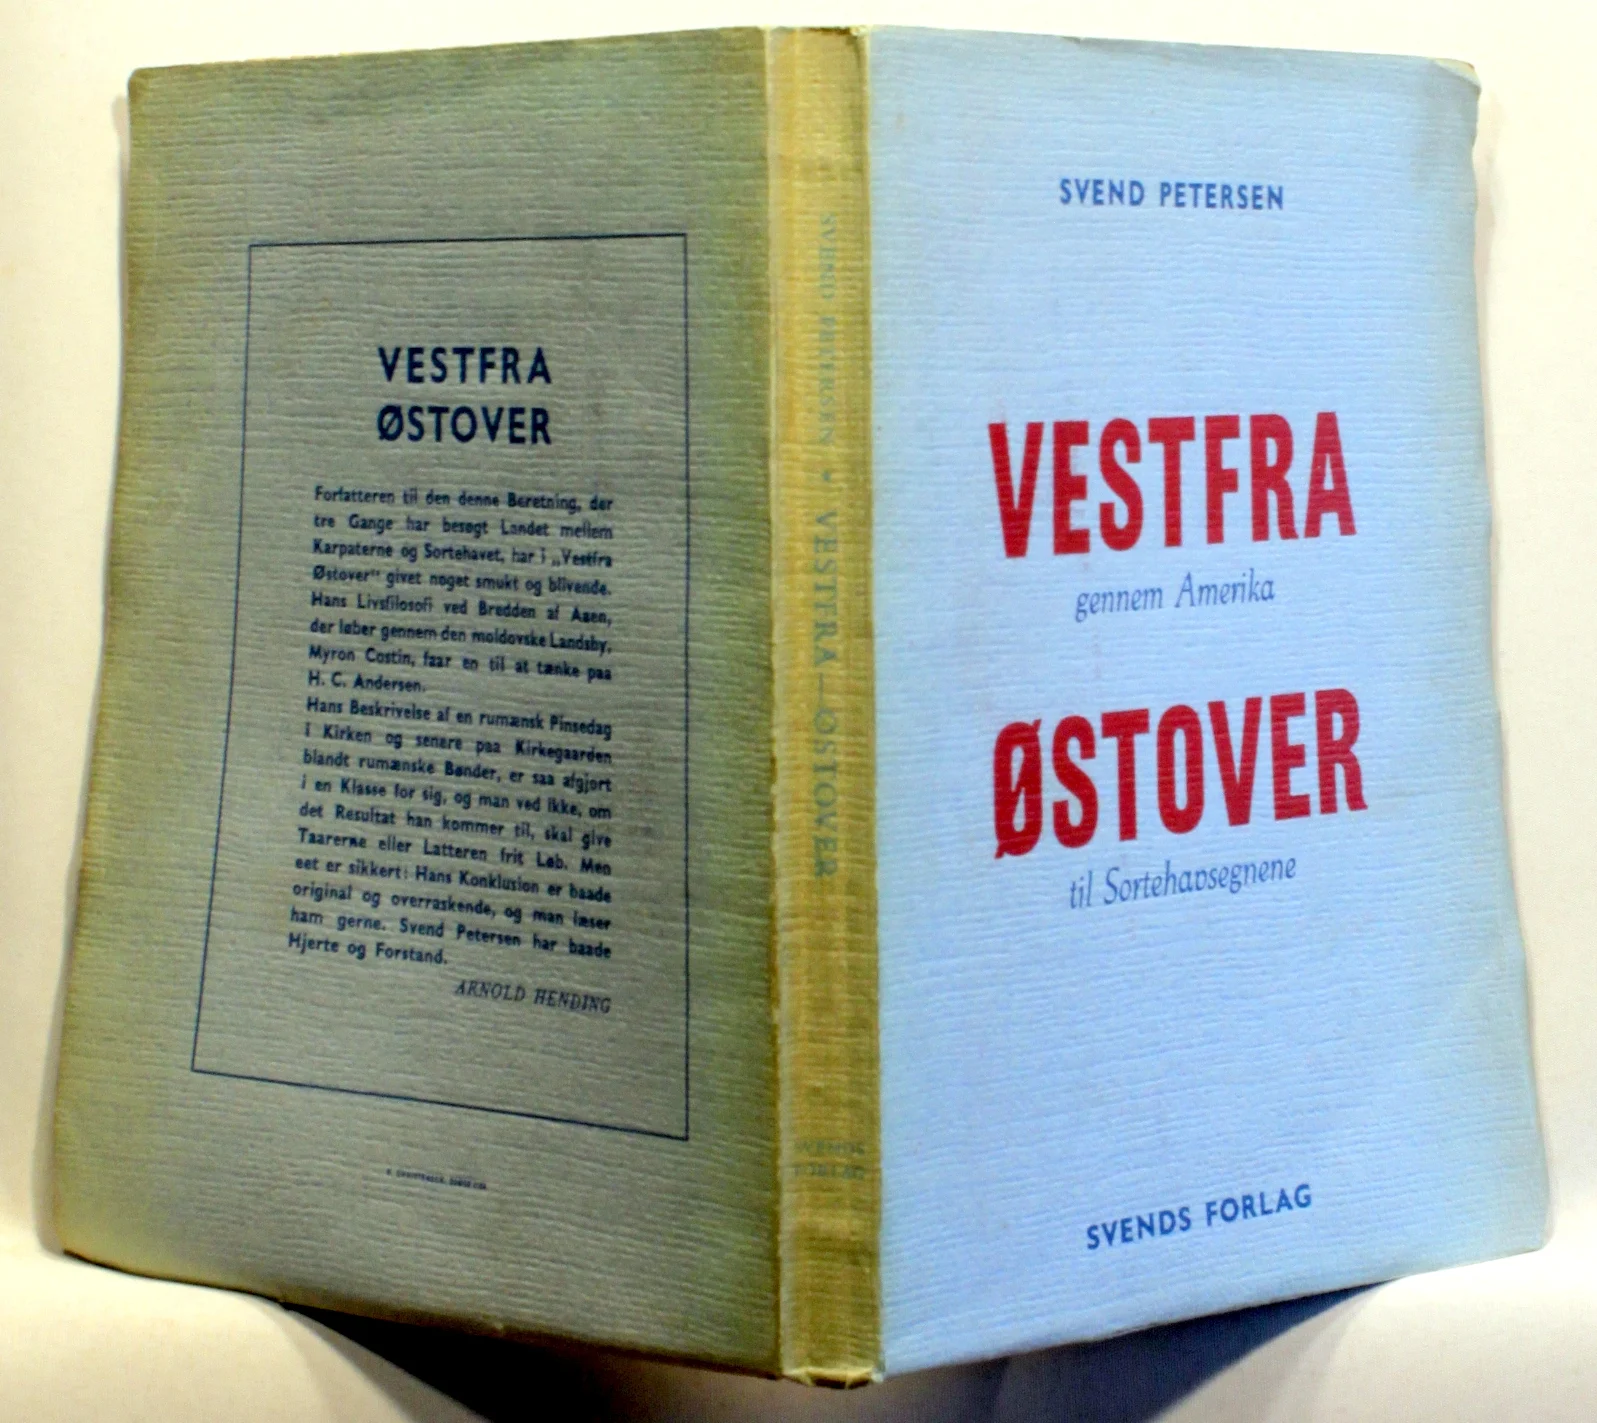 VESTFRA
ØSTOVER
Forfatteren til den denne Beretning, der
tre Gange har besøgt Landet mellem
Karpaterne og Sortehavet, har i „Vestfra
Østover“ givet noget smukt og blivende.
Hans Livsfilosofi ved Bredden af Aaen,
der løber gennem den moldovske Landsby,
Myron Costin, faar en til at tænke paa
H. C. Andersen.
Hans Beskrivelse af en rumænsk Pinsedag
i Kirken og senere paa Kirkegaarden
blandt rumænske Bønder, er saa afgjort
i en Klasse for sig, og man ved ikke, om
det Resultat han kommer til, skal give
Taarerne eller Latteren frit Løb. Men
eet er sikkert: Hans Konklusion er baade
original og overraskende, og man læser
ham gerne. Svend Petersen har baade
Hjerte og Forstand.
ARNOLD HENDING
SVEND PETERSEN * VESTFRA—ØSTOVER
SVENDS
FORLAG
SVEND PETERSEN
VESTFRA
gennem Amerika
ØSTOVER
til Sortehavsegnene
SVENDS FORLAG